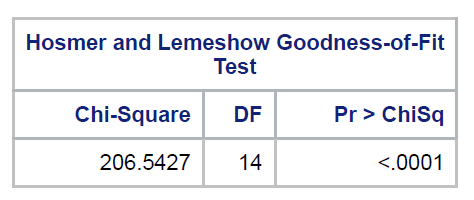 Hosmer and Lemeshow Goodness-of-Fit
Test
Chi-Square DF Pr > ChiSq
206.5427 14 <.0001